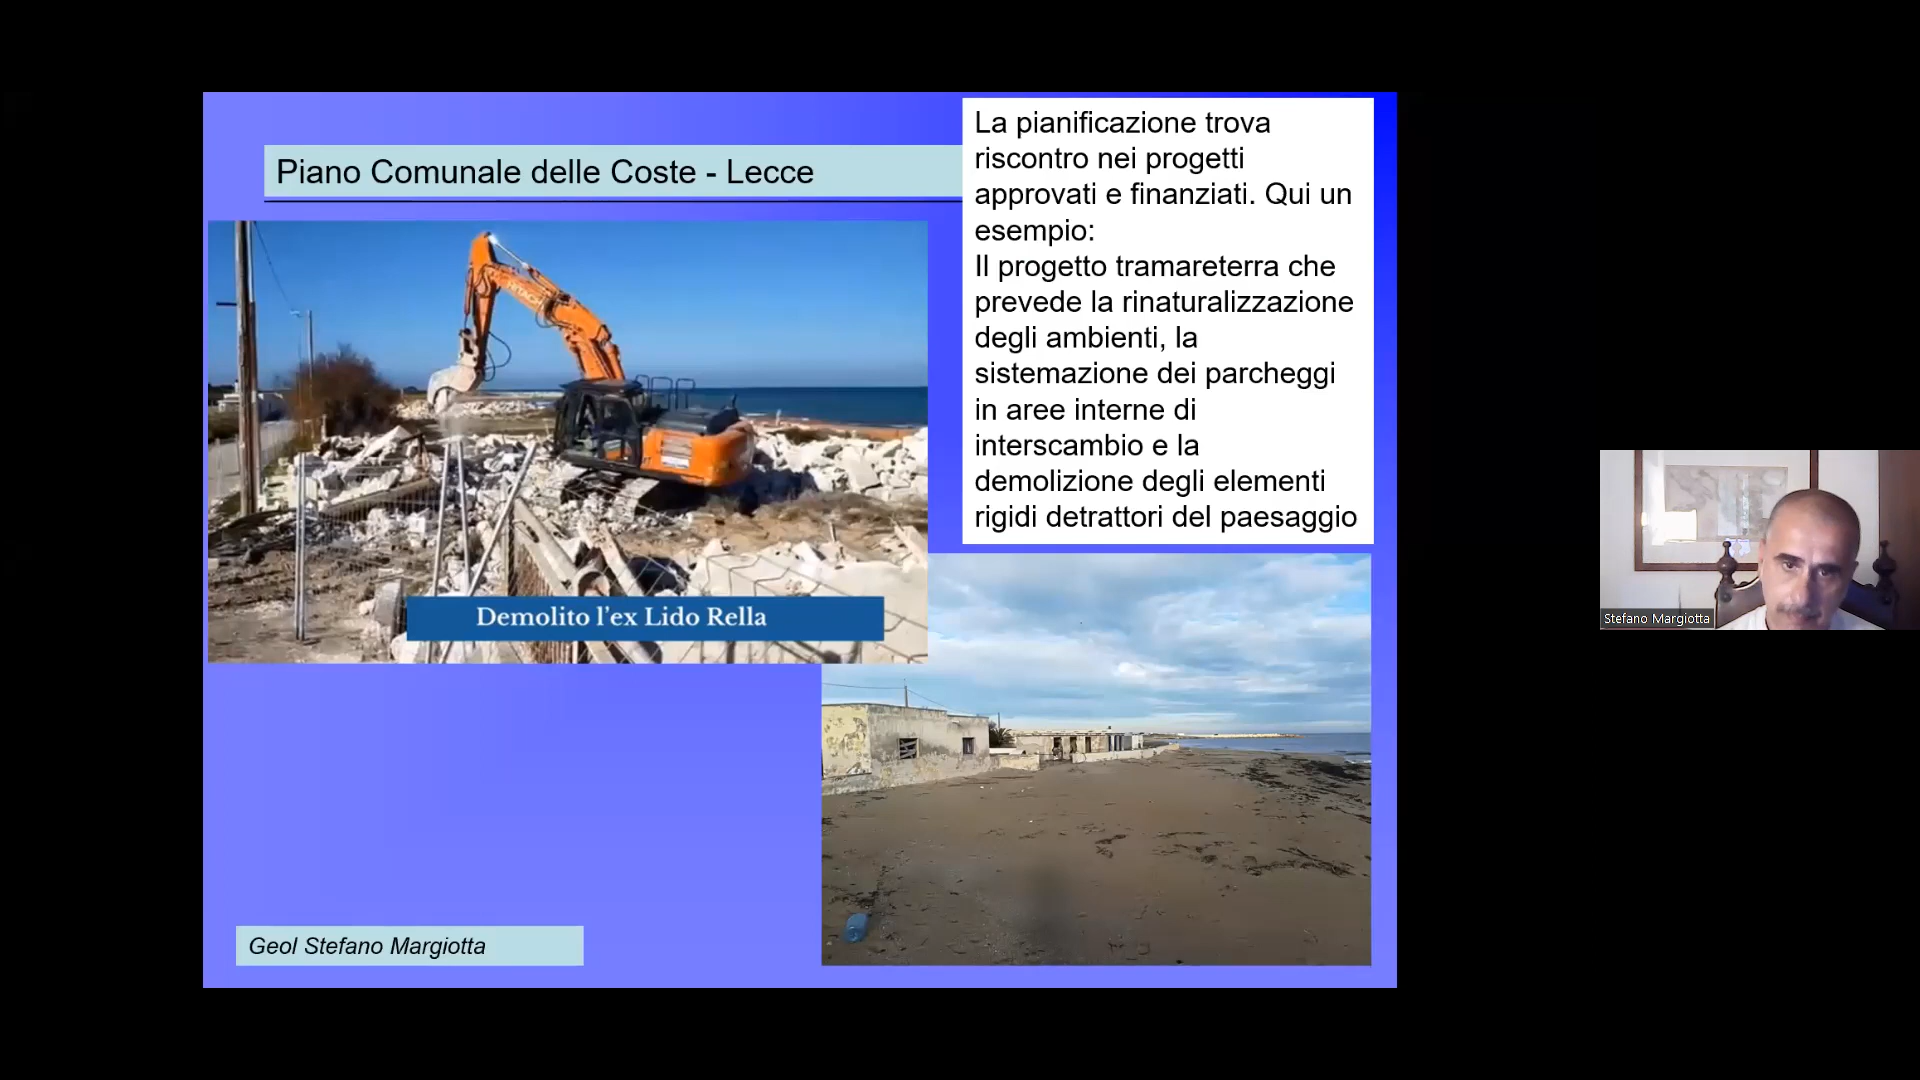 Piano Comunale delle Coste - Lecce
La pianificazione trova
riscontro nei progetti
approvati e finanziati. Qui un
esempio:
Il progetto tramareterra che
prevede la rinaturalizzazione
degli ambienti, la
sistemazione dei parcheggi
in aree interne di
interscambio e la
demolizione degli elementi
rigidi detrattori del paesaggio
HITACHI
Demolito l'ex Lido Rella
Stefano Margiotta
Geol Stefano Margiotta